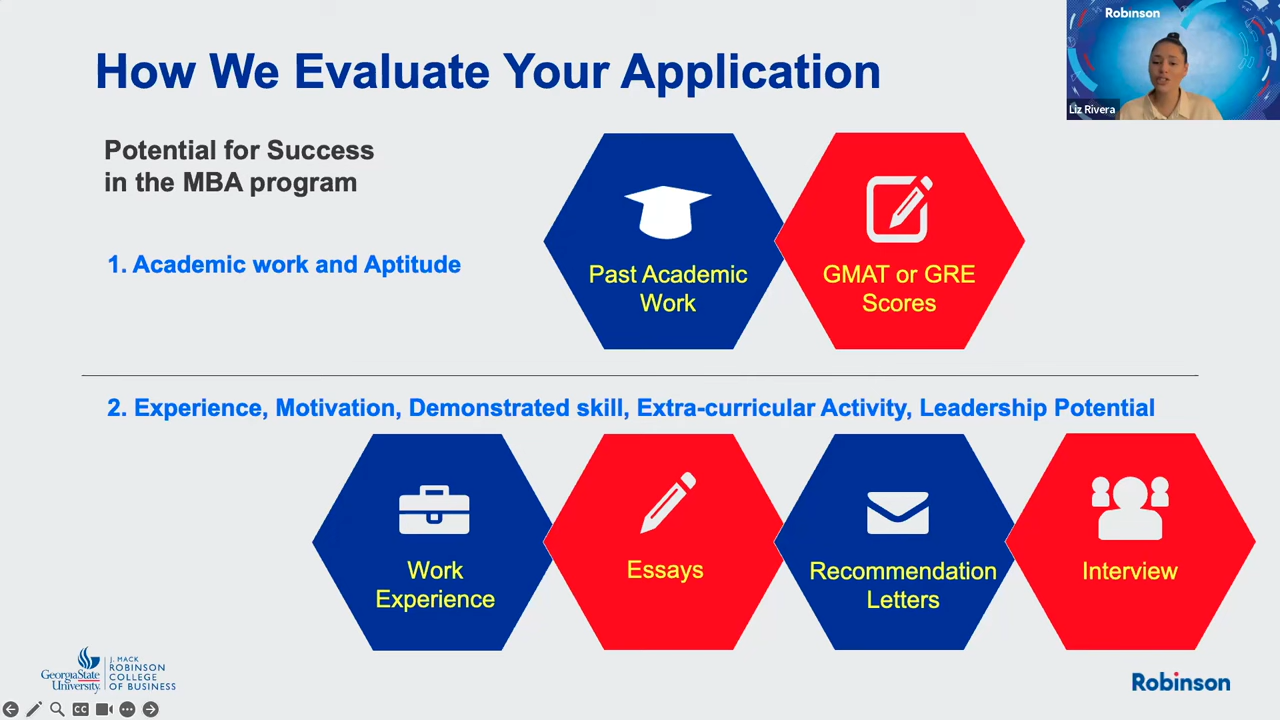 Robinson
Liz Rivera
How We Evaluate Your Application
Potential for Success
in the MBA program
1. Academic work and Aptitude
Past Academic
Work
GMAT or GRE
Scores
2. Experience, Motivation, Demonstrated skill, Extra-curricular Activity, Leadership Potential
Work
Experience
Essays
Recommendation
Letters
Interview
GeorgiaState
University
J. MACK
ROBINSON
COLLEGE
OF BUSINESS
Robinson
CC